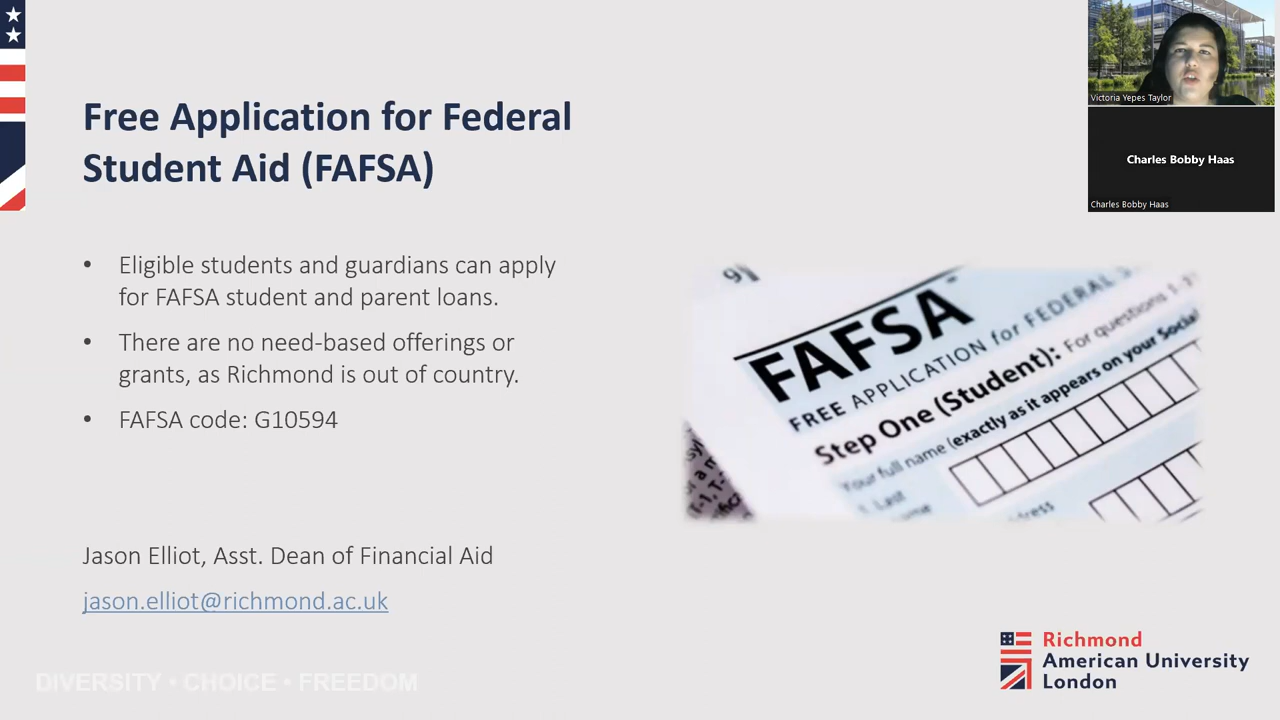 Free Application for Federal
Student Aid (FAFSA)
• Eligible students and guardians can apply
for FAFSA student and parent loans.
• There are no need-based offerings or
grants, as Richmond is out of country.
• FAFSA code: G10594
Jason Elliot, Asst. Dean of Financial Aid
jason.elliot@richmond.ac.uk
DIVERSITY • CHOICE • FREEDOM
Victoria Yepes Taylor
Charles Bobby Haas
Charles Bobby Haas
FAFSA
FREE APPLICATION for FEDERAL
Step One (Student): For questions
Your full name (exactly as it appears on your Social
1. Last
Richmond
American University
London